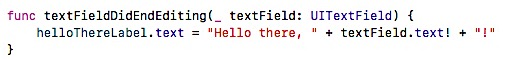 func textFieldDidEndEditing(_ textField: UITextField) {
    helloThereLabel.text = "Hello there, " + textField.text! + "!"
}